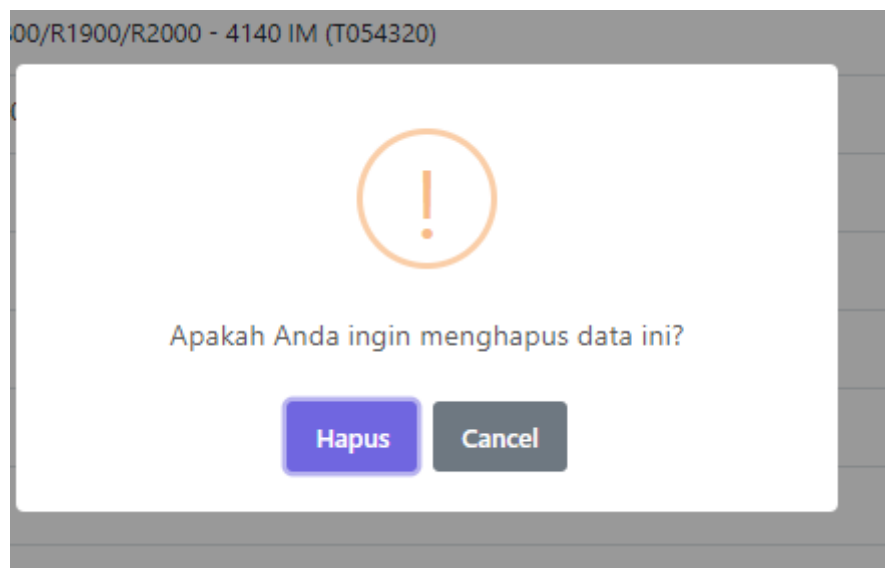 00/R1900/R2000 - 4140 IM (T054320)
!
Apakah Anda ingin menghapus data ini?
Hapus
Cancel